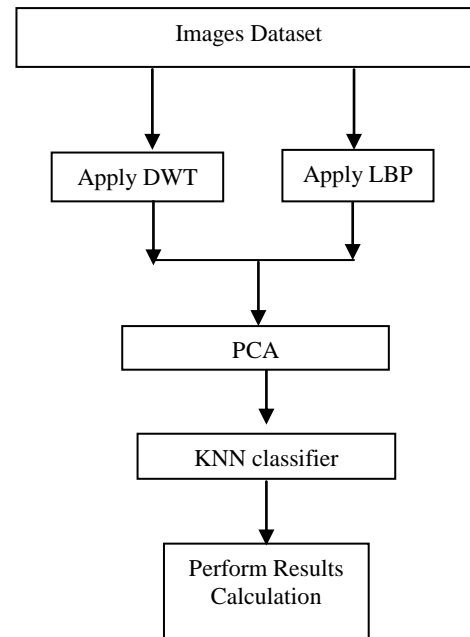 Images Dataset
Apply DWT
Apply LBP
PCA
KNN classifier
Perform Results
Calculation